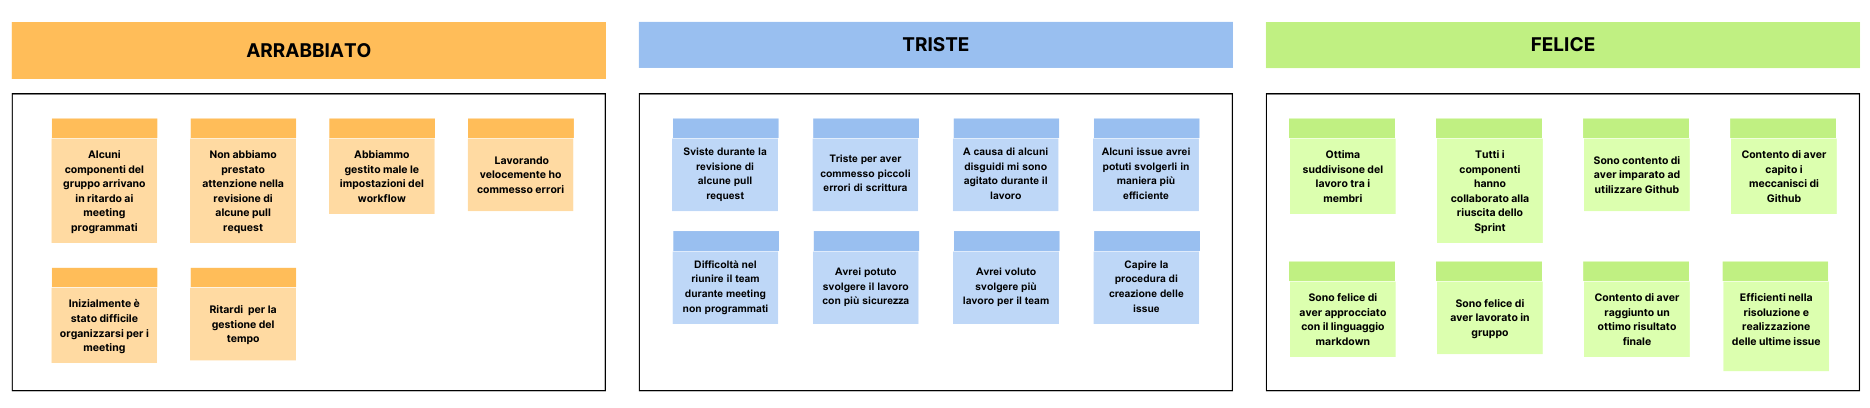 ARRABBIATO
Alcuni
componenti del
gruppo arrivano
in ritardo ai
meeting
programmati
Non abbiamo
prestato
attenzione nella
revisione di
alcune pull
request
Abbiammo
gestito male le
impostazioni del
workflow
Lavorando
velocemente ho
commesso errori
Inizialmente è
stato difficile
organizzarsi per i
meeting
Ritardi per la
gestione del
tempo
TRISTE
Sviste durante la
revisione di
alcune pull
request
Triste per aver
commesso piccoli
errori di scrittura
A causa di alcuni
disguidi mi sono
agitato durante il
lavoro
Alcuni issue avrei
potuti svolgerli in
maniera più
efficiente
Difficoltà nel
riunire il team
durante meeting
non programmati
Avrei potuto
svolgere il lavoro
con più sicurezza
Avrei voluto
svolgere più
lavoro per il team
Capire la
procedura di
creazione delle
issue
FELICE
Ottima
suddivisone del
lavoro tra i
membri
Tutti i
componenti
hanno
collaborato alla
riuscita dello
Sprint
Sono contento di
aver imparato ad
utilizzare Github
Contento di aver
capito i
meccanisci di
Github
Sono felice di
aver approcciato
con il linguaggio
markdown
Sono felice di
aver lavorato in
gruppo
Contento di aver
raggiunto un
ottimo risultato
finale
Efficienti nella
risoluzione e
realizzazione
delle ultime issue